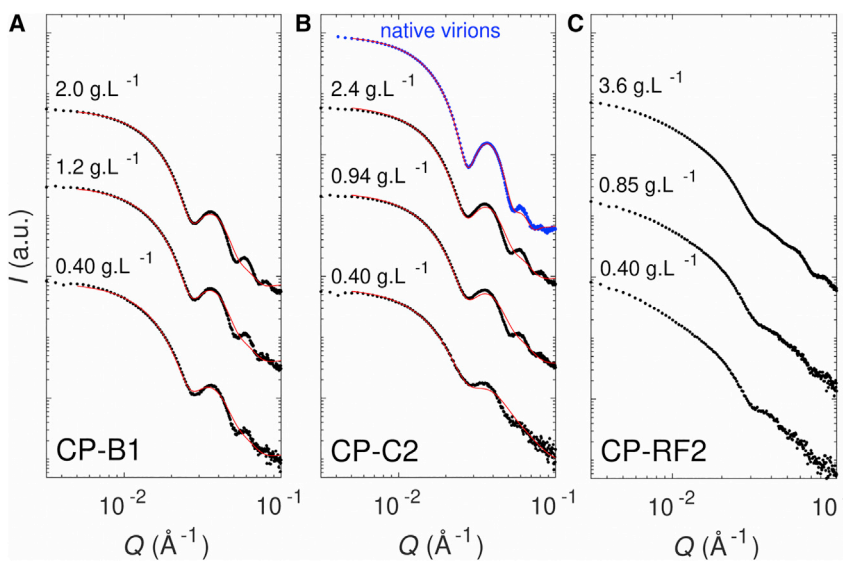 A
B
C
native virions
2.0 g.L -1
2.4 g.L -1
3.6 g.L -1
1.2 g.L -1
0.94 g.L -1
0.85 g.L -1
0.40 g.L -1
0.40 g.L -1
0.40 g.L -1
I (a.u.)
CP-B1
CP-C2
CP-RF2
10-2
10-1
10-2
10-1
10-2
10
Q (Å-1)
Q (Å-1)
Q (Å-1)